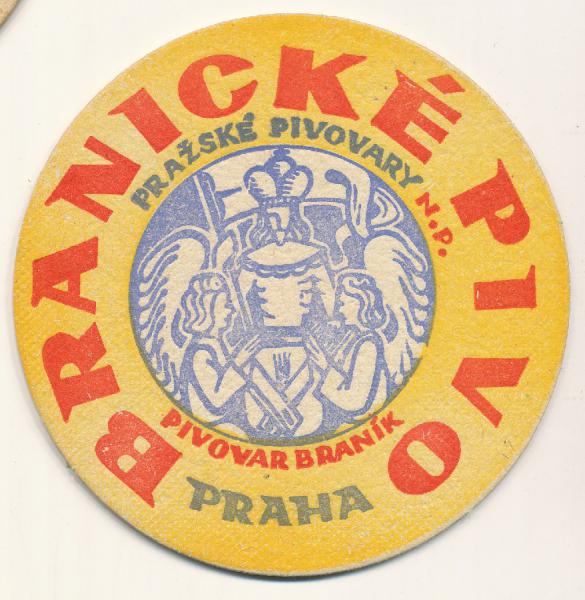 BRANICKÉ PIVO
PRAŽSKÉ PIVOVARY N.P.
PIVOVAR BRANÍK
PRAHA